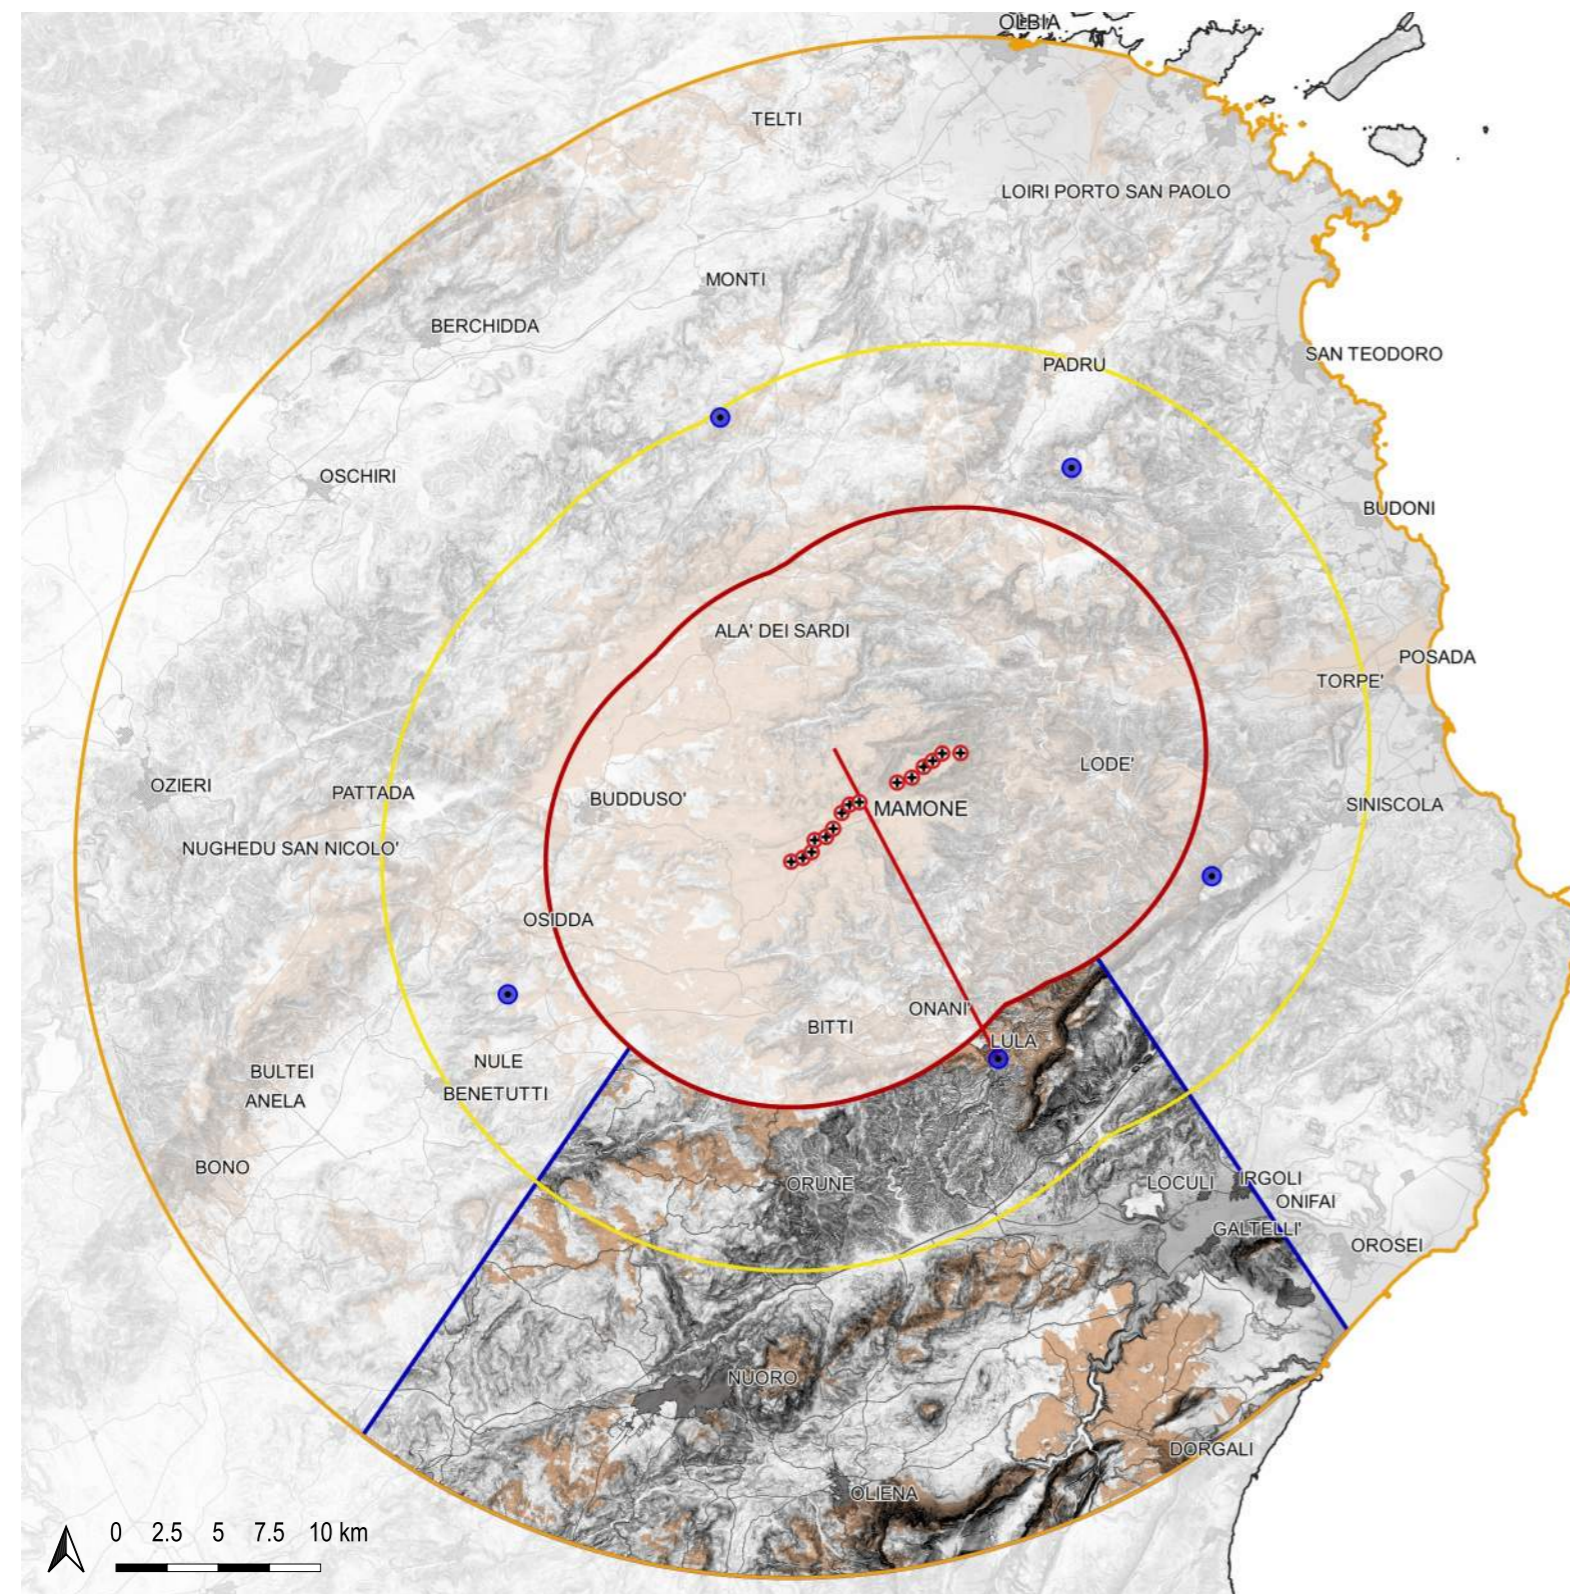 OLBIA
TELTI
LOIRI PORTO SAN PAOLO
MONTI
BERCHIDDA
SAN TEODORO
PADRU
OSCHIRI
BUDONI
ALA' DEI SARDI
POSADA
TORPE'
LODE'
OZIERI
PATTADA
BUDDUSO'
MAMONE
SINISCOLA
NUGHEDU SAN NICOLO'
OSIDDA
ONANI'
BITTI
LULA
NULE
BULTEI
BENETUTTI
ANELA
BONO
ORUNE
LOCULI
IRGOLI
ONIFAI
GALTELLI'
OROSEI
NUORO
DORGALI
OLIENA
0 2.5 5 7.5 10 km